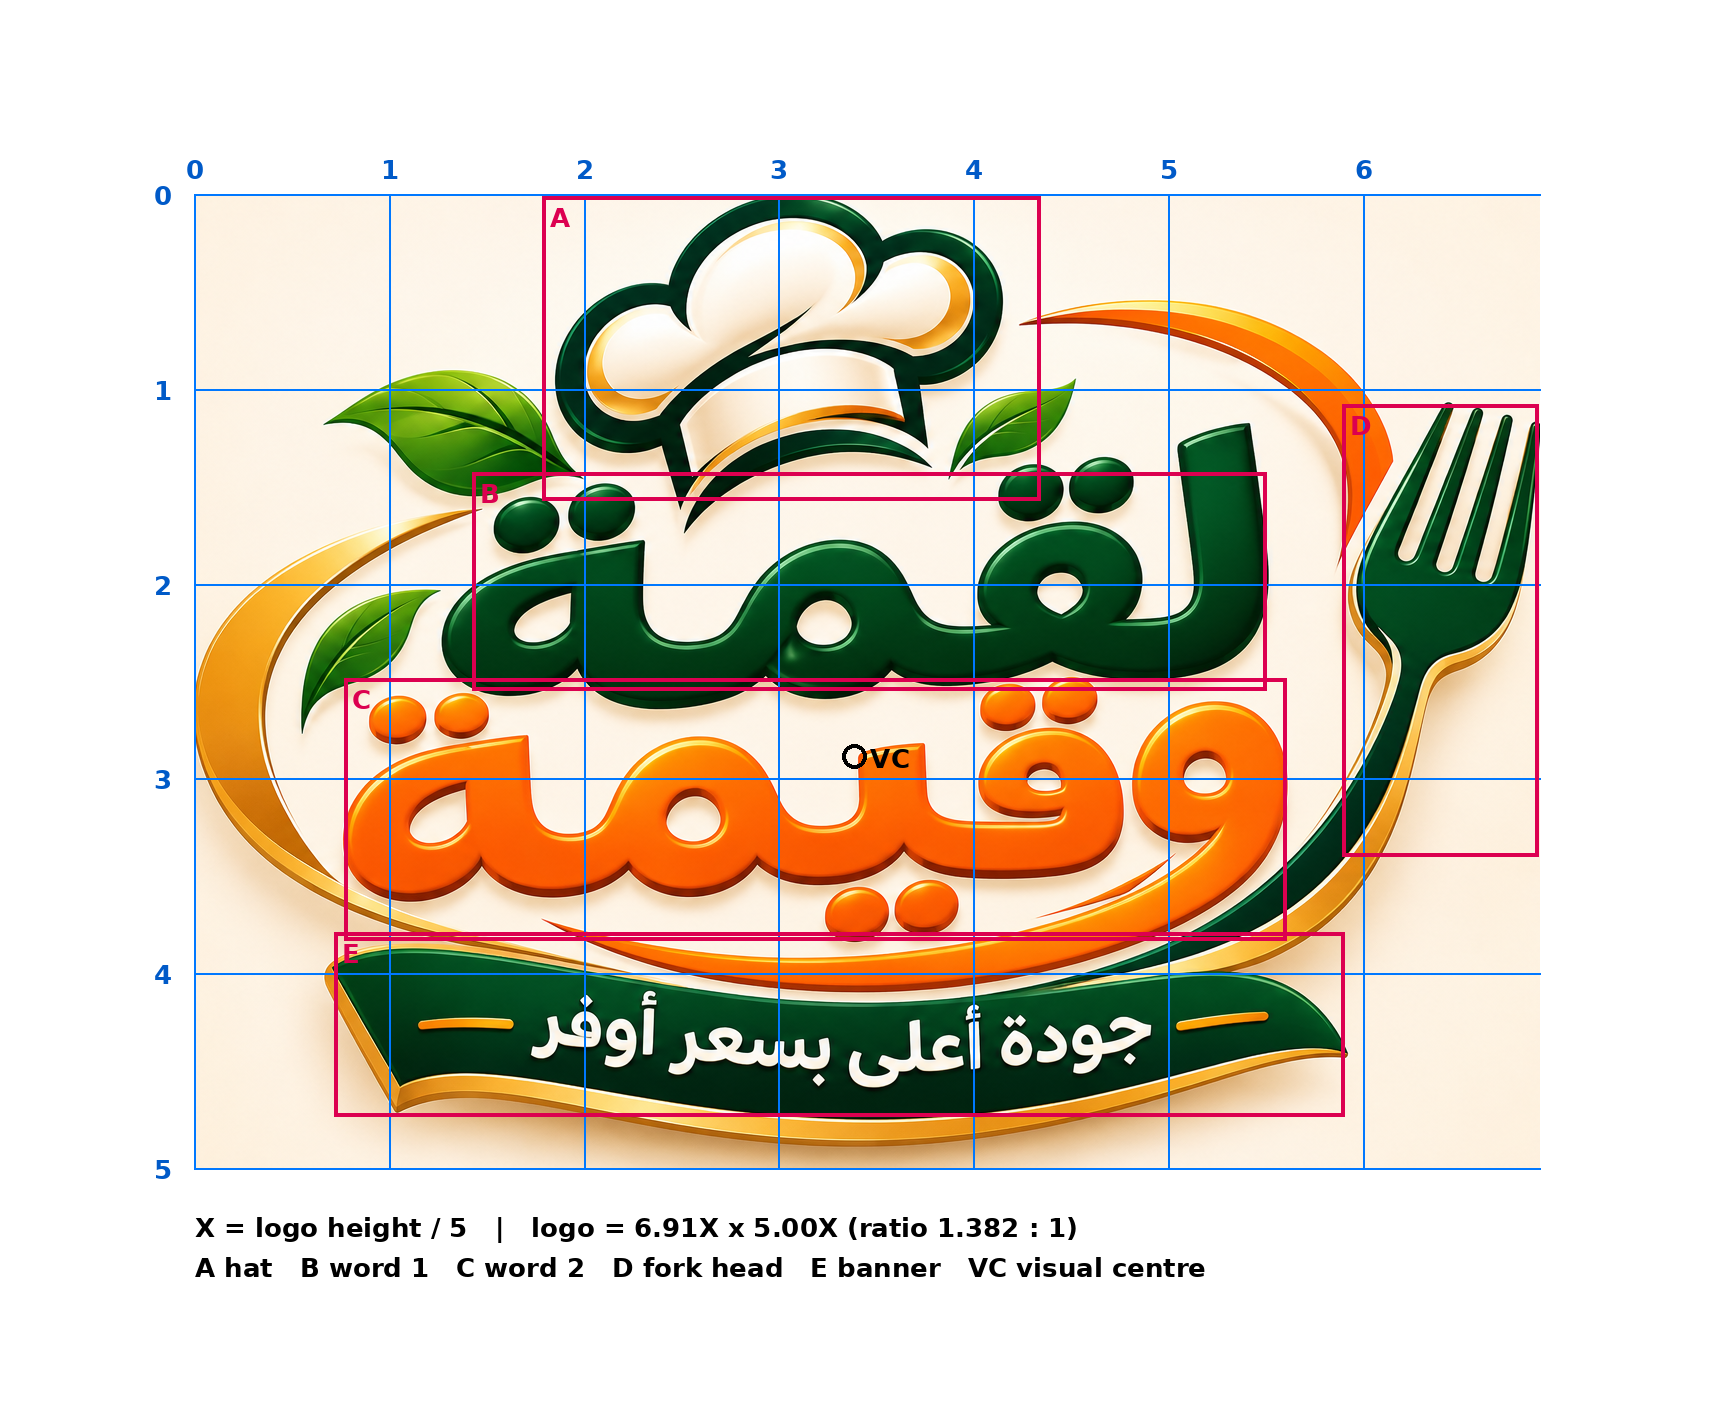 0 1 2 3 4 5 6
0
1
2
3
4
5
A
B
C
D
E
VC
لقمة
وقيمة
جودة أعلى بسعر أوفر
X = logo height / 5 | logo = 6.91X x 5.00X (ratio 1.382 : 1)
A hat B word 1 C word 2 D fork head E banner VC visual centre